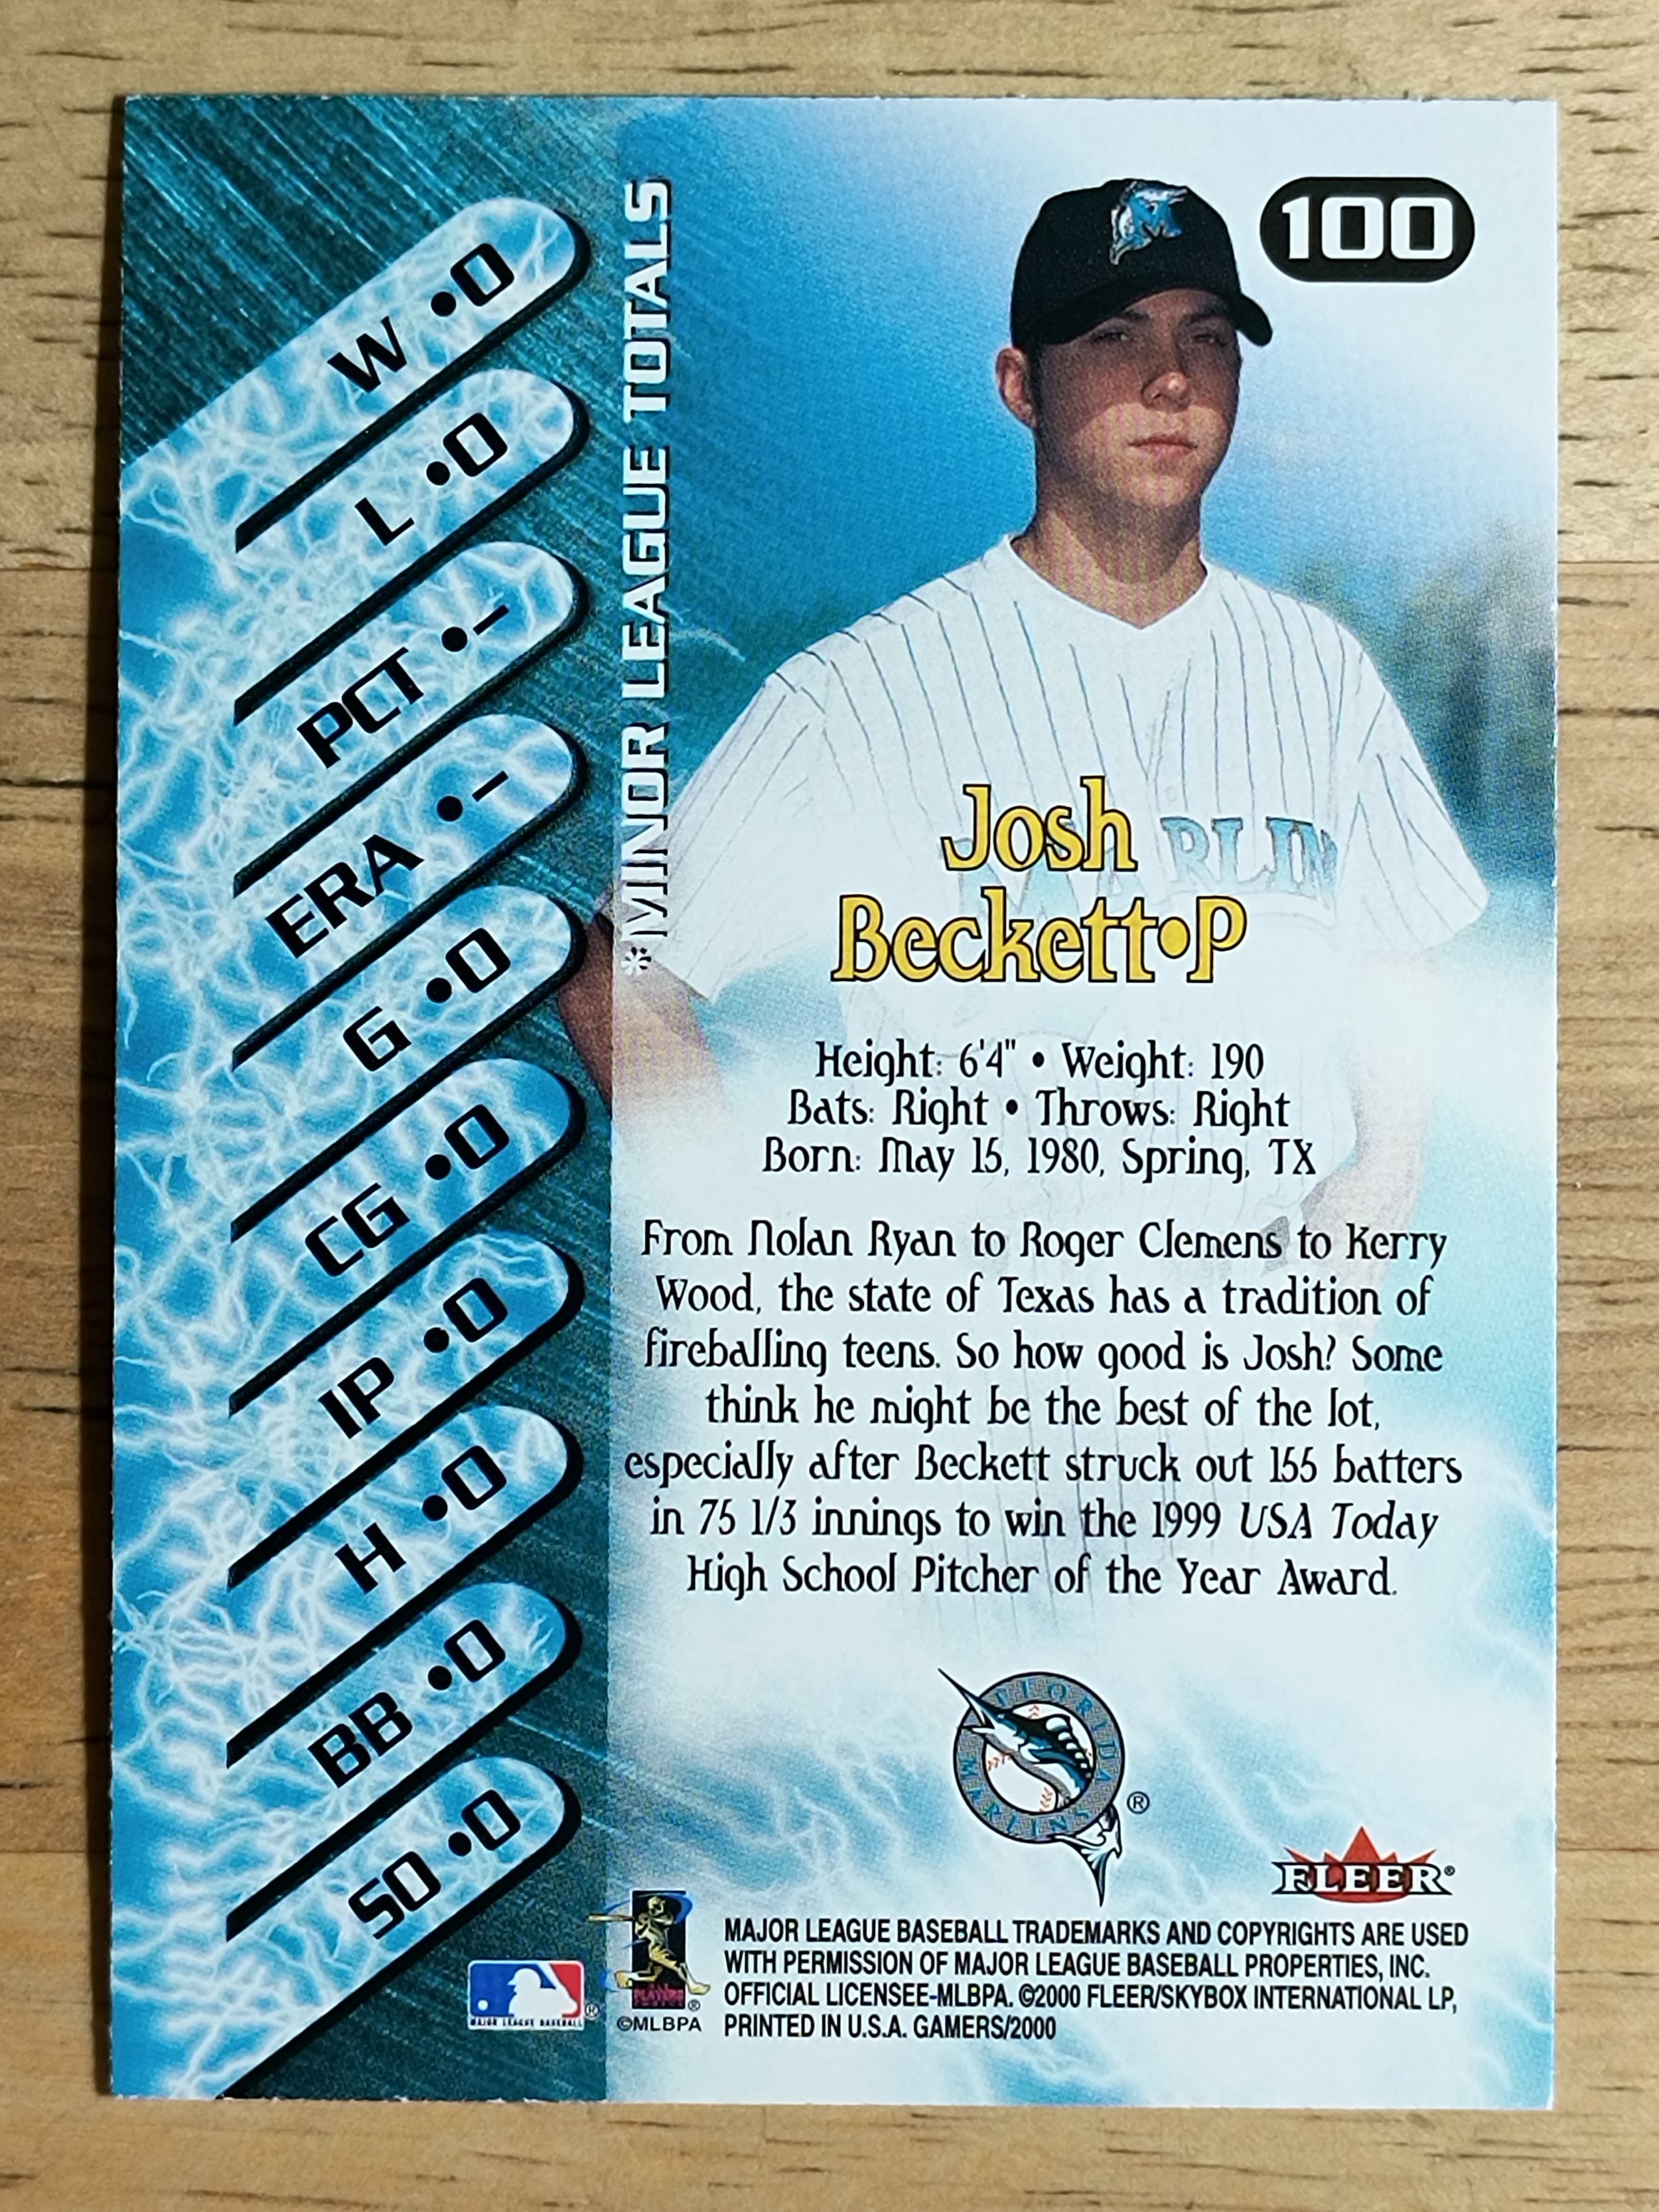 100
W •0
L •0
PCT •-
ERA •-
G •0
CG •0
IP •0
H •0
BB •0
SO •0
*MINOR LEAGUE TOTALS
M
MARLIN
Josh
Beckett•P
Height: 6'4" • Weight: 190
Bats: Right • Throws: Right
Born: May 15, 1980, Spring, TX
From Nolan Ryan to Roger Clemens to Kerry
Wood, the state of Texas has a tradition of
fireballing teens. So how good is Josh? Some
think he might be the best of the lot,
especially after Beckett struck out 155 batters
in 75 1/3 innings to win the 1999 USA Today
High School Pitcher of the Year Award.
FLORIDA
MARLINS
®
FLEER®
MAJOR LEAGUE BASEBALL ®
PLAYERS
CHOICE ®
©MLBPA
MAJOR LEAGUE BASEBALL TRADEMARKS AND COPYRIGHTS ARE USED
WITH PERMISSION OF MAJOR LEAGUE BASEBALL PROPERTIES, INC.
OFFICIAL LICENSEE-MLBPA. ©2000 FLEER/SKYBOX INTERNATIONAL LP,
PRINTED IN U.S.A. GAMERS/2000